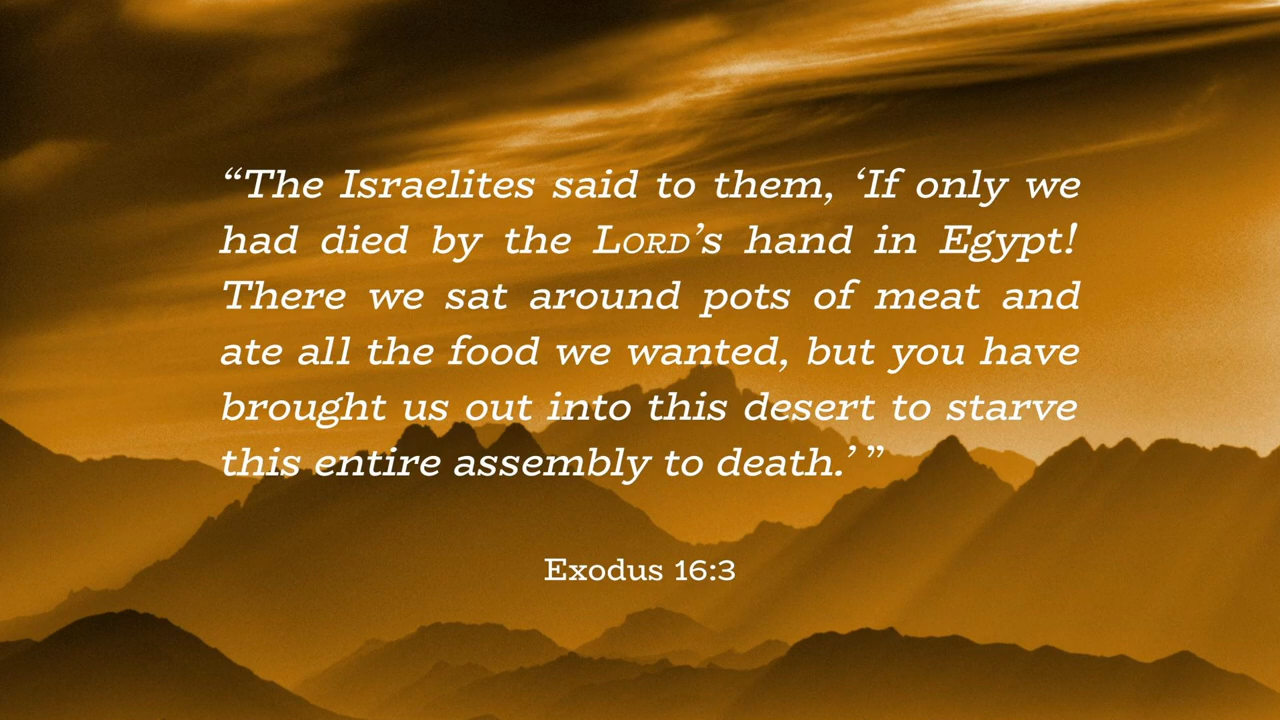 “The Israelites said to them, ‘If only we
had died by the LORD’s hand in Egypt!
There we sat around pots of meat and
ate all the food we wanted, but you have
brought us out into this desert to starve
this entire assembly to death.’ ”
Exodus 16:3